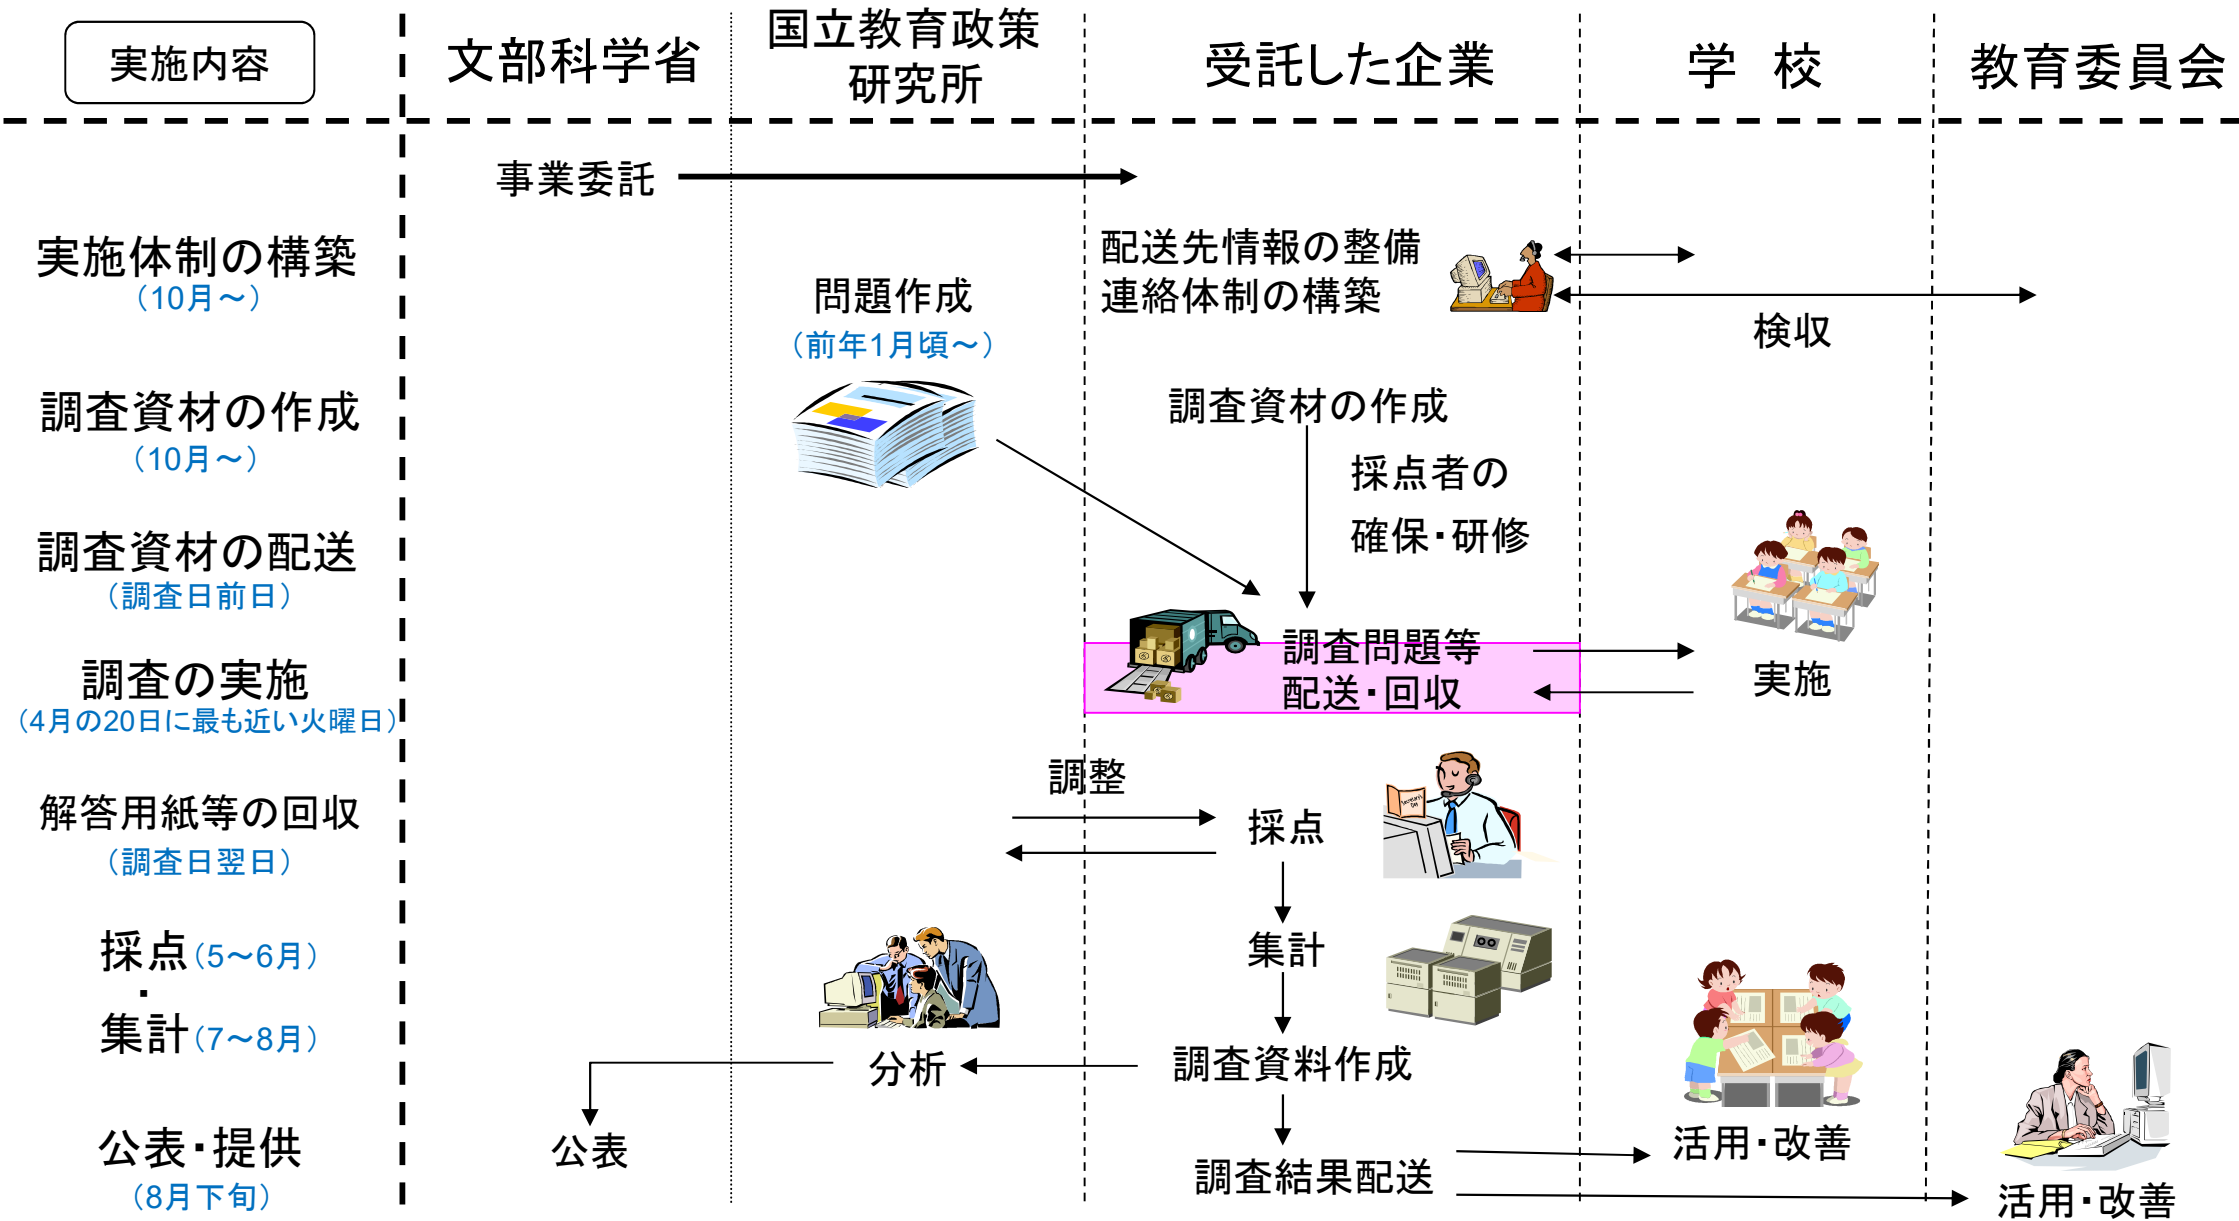 実施内容
文部科学省
国立教育政策
研究所
受託した企業
学 校
教育委員会
事業委託
実施体制の構築
（10月～）
問題作成
（前年1月頃～）
配送先情報の整備
連絡体制の構築
検収
調査資材の作成
（10月～）
調査資材の作成
採点者の
確保・研修
調査資材の配送
（調査日前日）
調査の実施
（4月の20日に最も近い火曜日）
調査問題等
配送・回収
実施
解答用紙等の回収
（調査日翌日）
調整
採点
採点（5～6月）
・
集計（7～8月）
集計
分析
調査資料作成
公表・提供
（8月下旬）
公表
調査結果配送
活用・改善
活用・改善